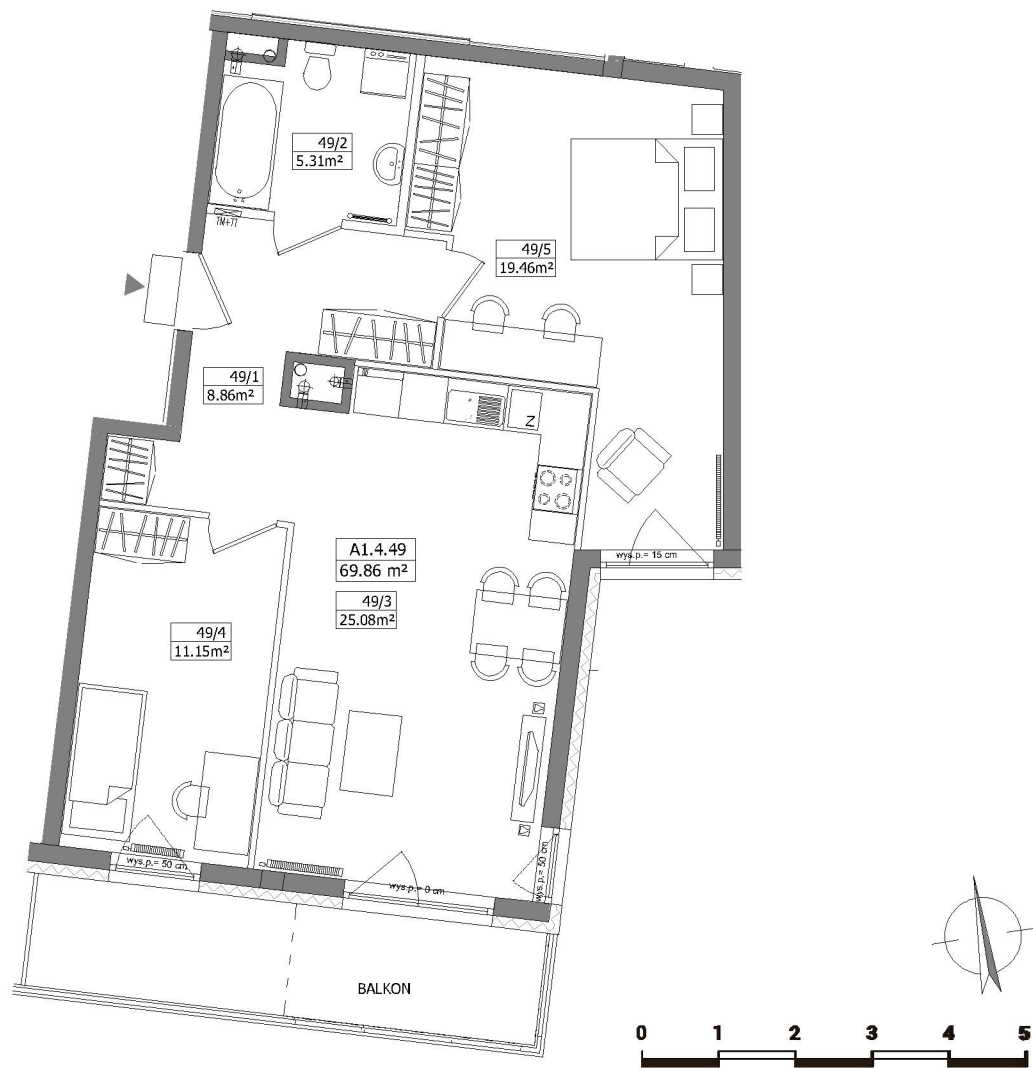 49/2
5.31m²
TM+TT
49/5
19.46m²
49/1
8.86m²
Z
A1.4.49
69.86 m²
49/3
25.08m²
wys.p.= 15 cm
49/4
11.15m²
wys.p.= 50 cm
wys.p.= 0 cm
wys.p.= 50 cm
BALKON
0 1 2 3 4 5